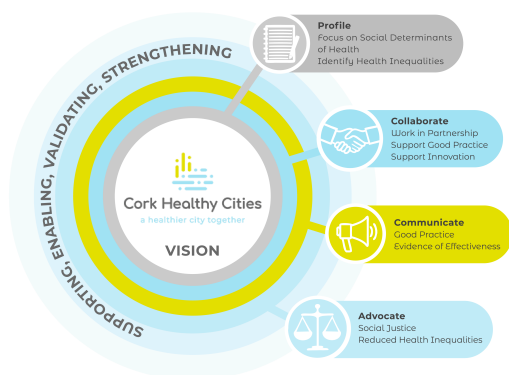 SUPPORTING, ENABLING, VALIDATING, STRENGTHENING
Profile
Focus on Social Determinants
of Health
Identify Health Inequalities
Collaborate
Work in Partnership
Support Good Practice
Support Innovation
Cork Healthy Cities
a healthier city together
VISION
Communicate
Good Practice
Evidence of Effectiveness
Advocate
Social Justice
Reduced Health Inequalities